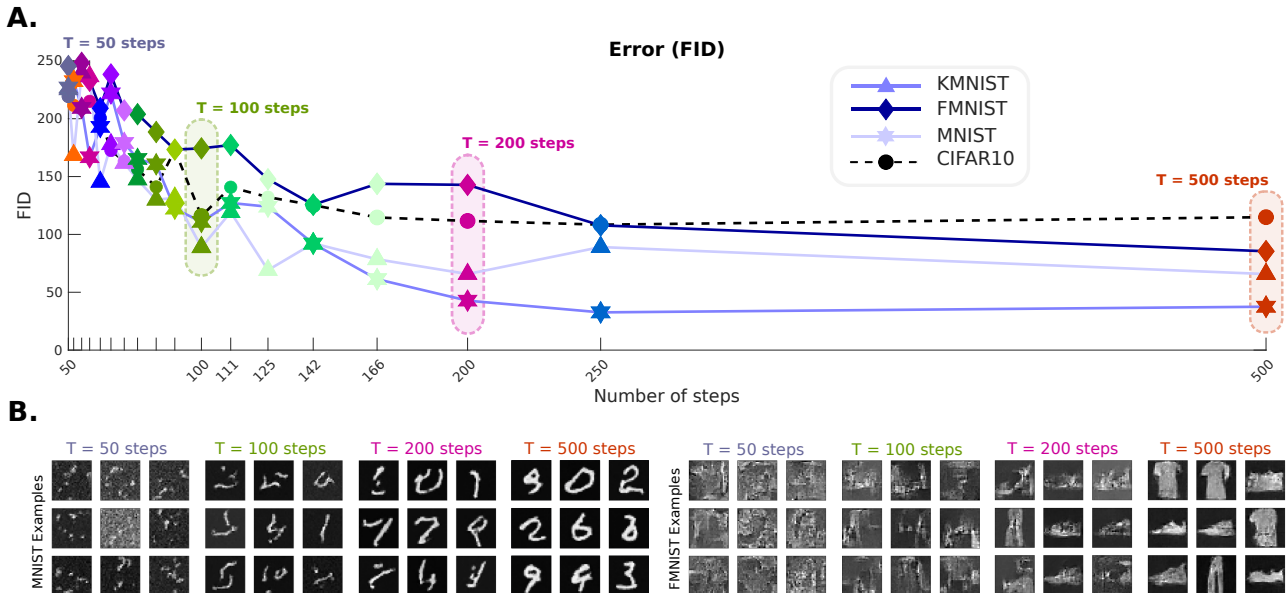 A.
T = 50 steps
Error (FID)
250
200
150
100
50
0
FID
T = 100 steps
T = 200 steps
T = 500 steps
KMNIST
FMNIST
MNIST
CIFAR10
50
100
111
125
142
166
200
250
500
Number of steps
B.
T = 50 steps
T = 100 steps
T = 200 steps
T = 500 steps
MNIST Examples
T = 50 steps
T = 100 steps
T = 200 steps
T = 500 steps
FMNIST Examples